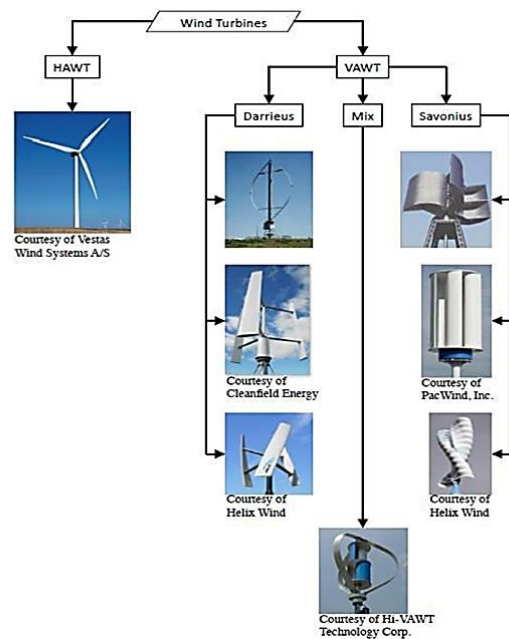 Wind Turbines
HAWT
VAWT
Darrieus
Mix
Savonius
Courtesy of Vestas
Wind Systems A/S
Courtesy of
Cleanfield Energy
Courtesy of
PacWind, Inc.
Courtesy of
Helix Wind
Courtesy of
Helix Wind
Courtesy of Hi-VAWT
Technology Corp.